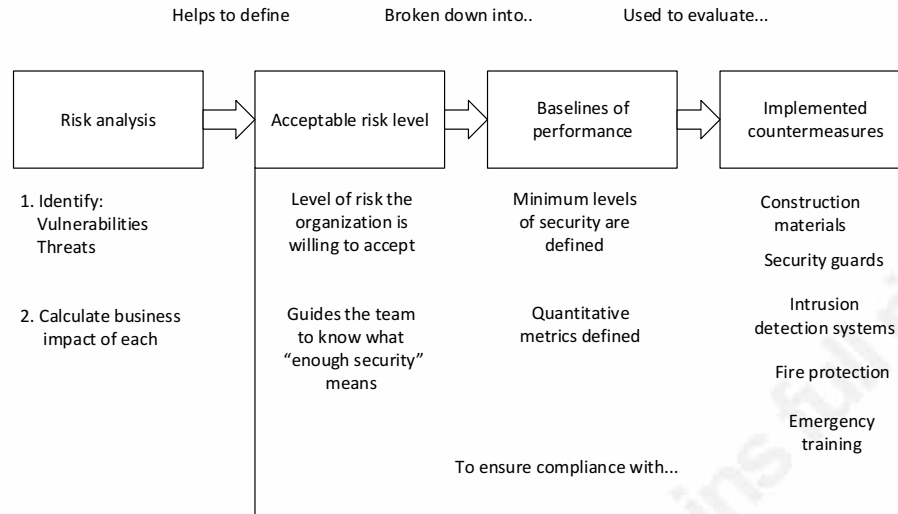 Helps to define
Broken down into..
Used to evaluate...
Risk analysis
Acceptable risk level
Baselines of
performance
Implemented
countermeasures
1. Identify:
Vulnerabilities
Threats
2. Calculate business
impact of each
Level of risk the
organization is
willing to accept
Guides the team
to know what
“enough security”
means
Minimum levels
of security are
defined
Quantitative
metrics defined
Construction
materials
Security guards
Intrusion
detection systems
Fire protection
Emergency
training
To ensure compliance with...